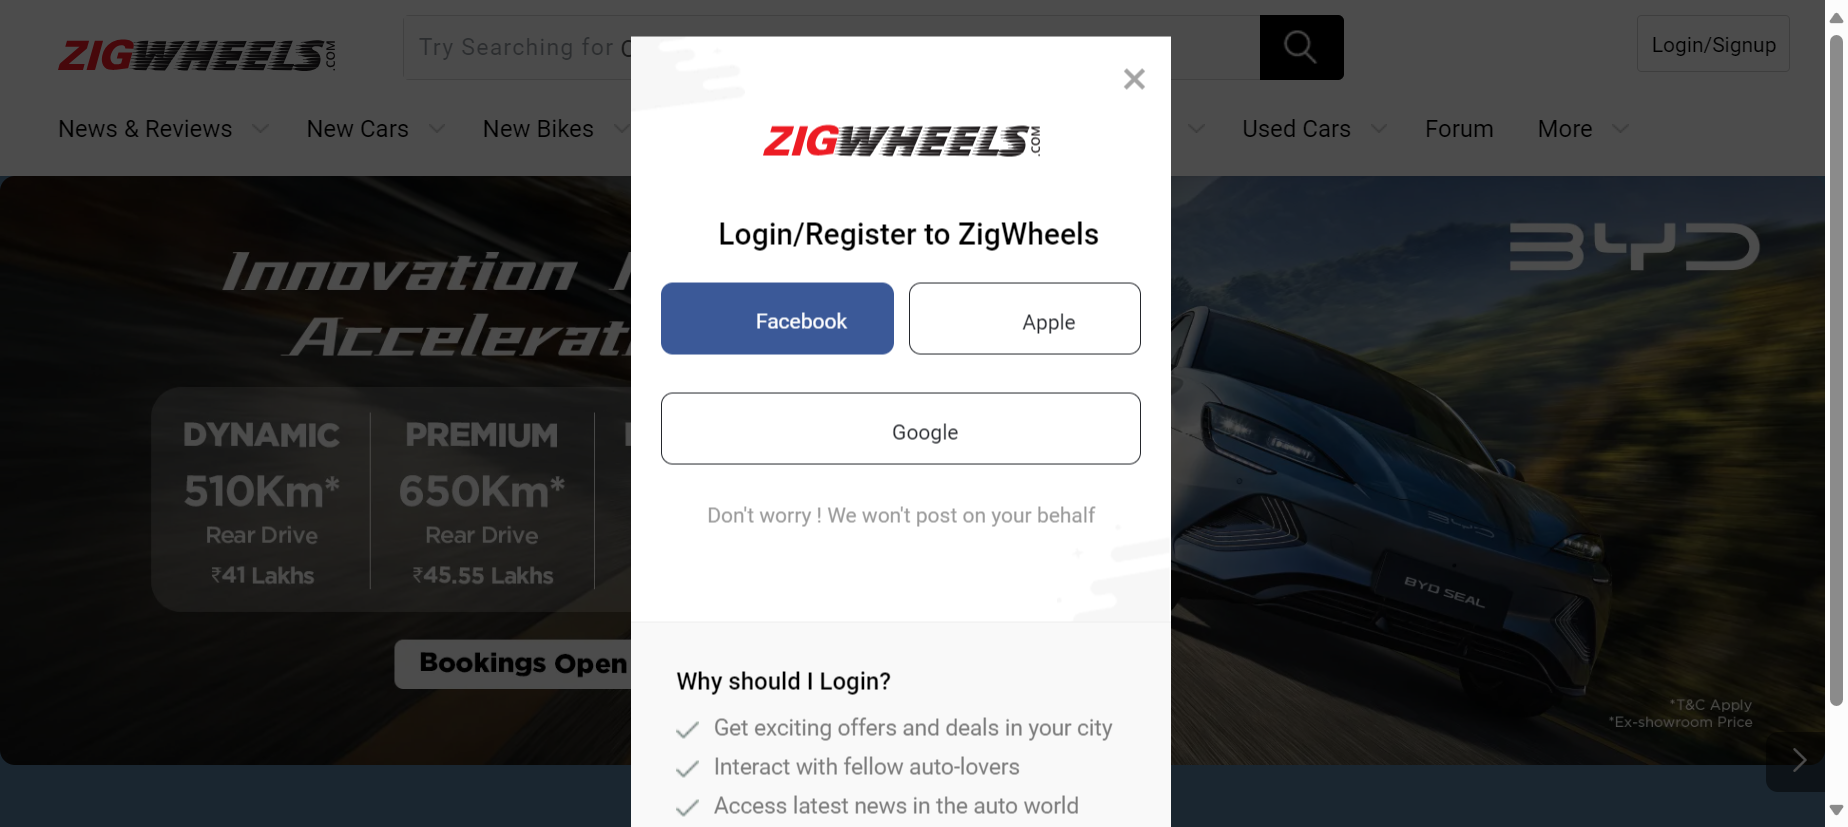 ZIGWHEELS.COM
Try Searching for
Login/Signup
News & Reviews
New Cars
New Bikes
Used Cars
Forum
More
Innovation
Accelerat
BYD
DYNAMIC
510Km*
Rear Drive
₹41 Lakhs
PREMIUM
650Km*
Rear Drive
₹45.55 Lakhs
Bookings Open
BYD
BYD SEAL
*T&C Apply
*Ex-showroom Price
ZIGWHEELS.COM
Login/Register to ZigWheels
Facebook
Apple
Google
Don't worry ! We won't post on your behalf
Why should I Login?
Get exciting offers and deals in your city
Interact with fellow auto-lovers
Access latest news in the auto world